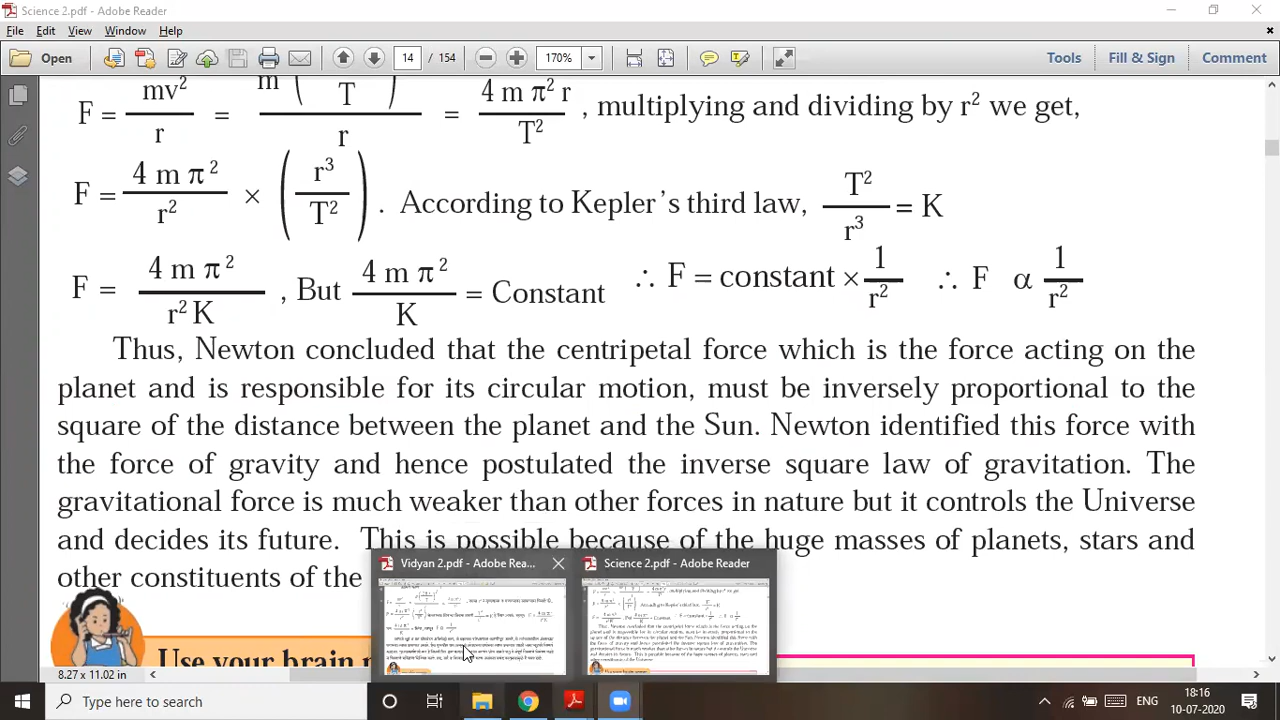 Science 2.pdf - Adobe Reader
File Edit View Window Help
Open 14 / 154 170% Tools Fill & Sign Comment
F = mv² / r = m ( T ) / r = 4 m π² r / T² , multiplying and dividing by r² we get,
F = 4 m π² / r² × ( r³ / T² ) . According to Kepler's third law, T² / r³ = K
F = 4 m π² / r² K , But 4 m π² / K = Constant ∴ F = constant × 1 / r² ∴ F α 1 / r²
Thus, Newton concluded that the centripetal force which is the force acting on the
planet and is responsible for its circular motion, must be inversely proportional to the
square of the distance between the planet and the Sun. Newton identified this force with
the force of gravity and hence postulated the inverse square law of gravitation. The
gravitational force is much weaker than other forces in nature but it controls the Universe
and decides its future. This is possible because of the huge masses of planets, stars and
other constituents of the
Vidyan 2.pdf - Adobe Rea...
Science 2.pdf - Adobe Reader
Use your brain
8.27 x 11.02 in
Type here to search
ENG
18:16
10-07-2020